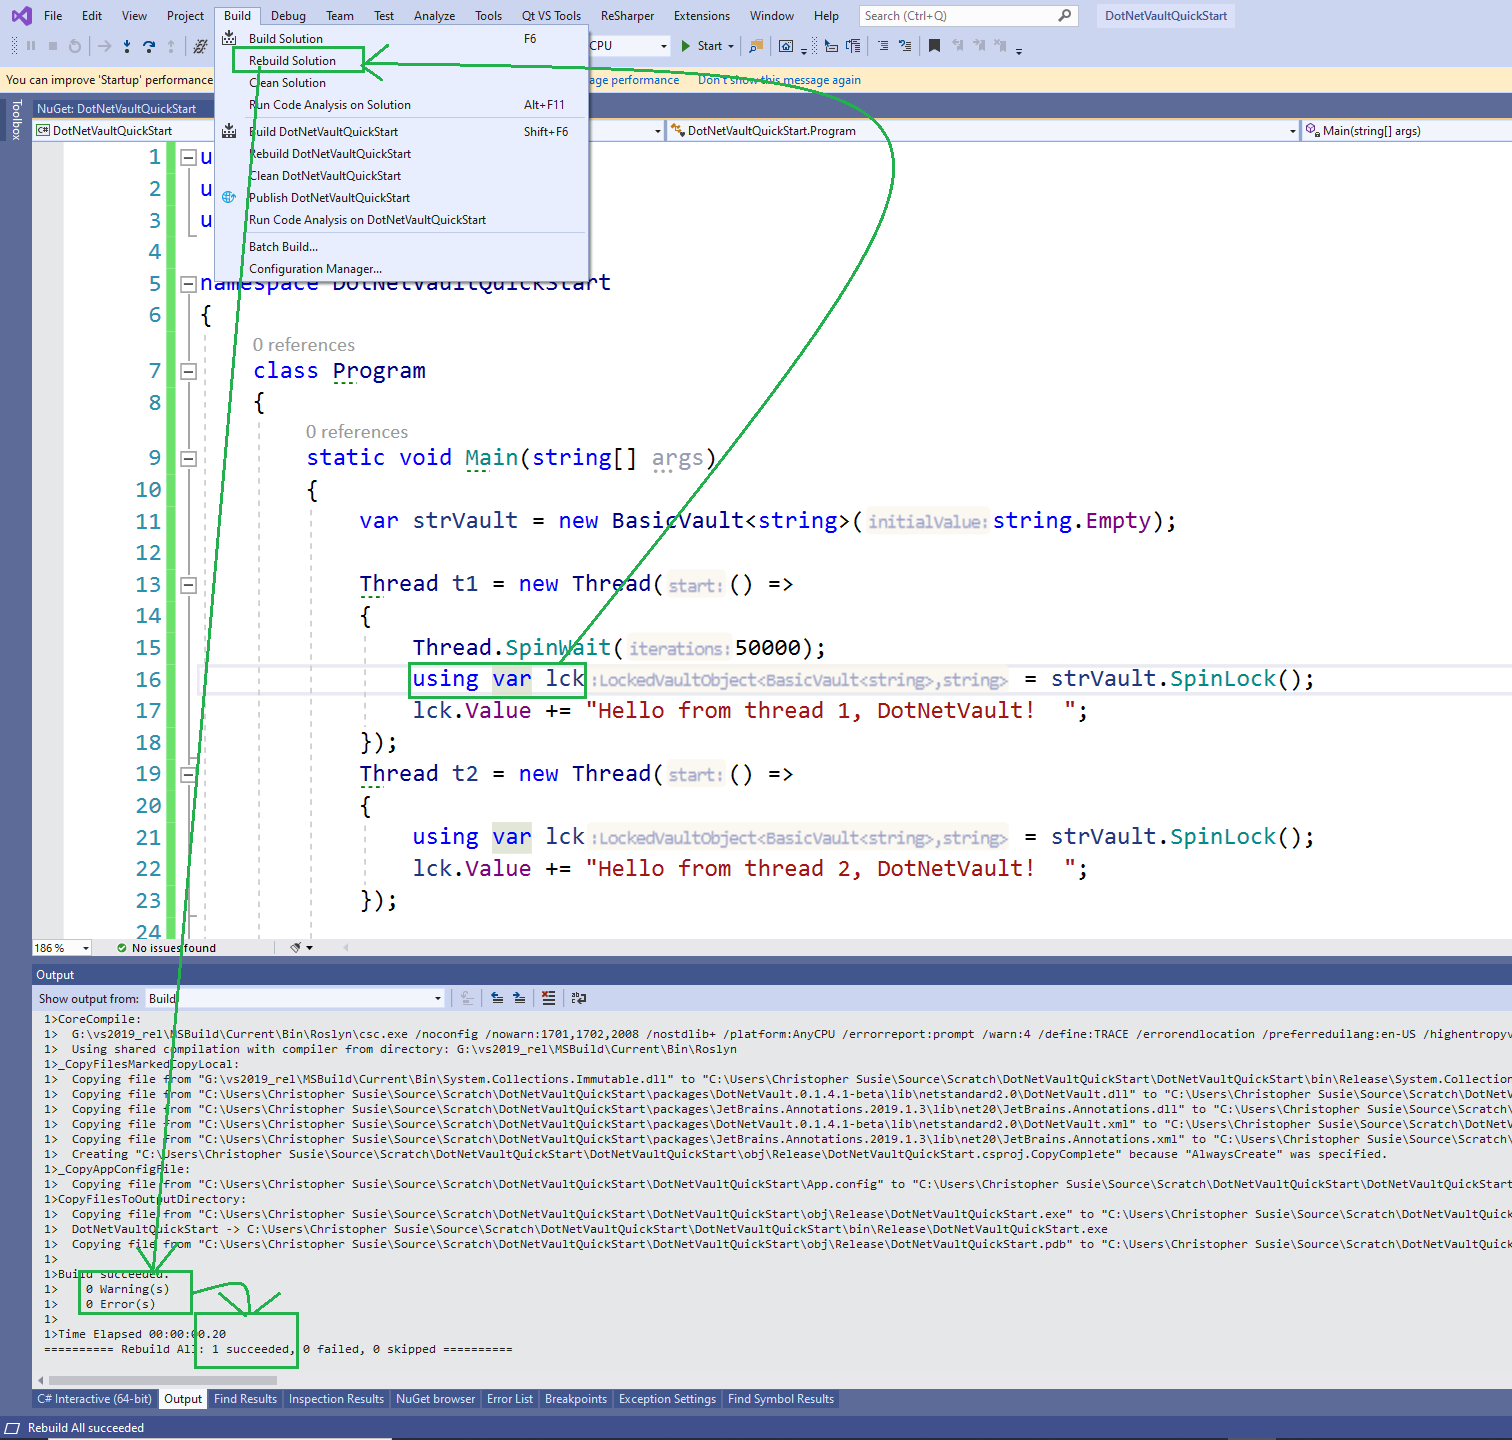 File Edit View Project Build Debug Team Test Analyze Tools Qt VS Tools ReSharper Extensions Window Help Search (Ctrl+Q) DotNetVaultQuickStart
CPU Start
You can improve 'Startup' performance age performance Don't show this message again
Build Solution F6
Rebuild Solution
Clean Solution
Run Code Analysis on Solution Alt+F11
Build DotNetVaultQuickStart Shift+F6
Rebuild DotNetVaultQuickStart
Clean DotNetVaultQuickStart
Publish DotNetVaultQuickStart
Run Code Analysis on DotNetVaultQuickStart
Batch Build...
Configuration Manager...
Toolbox
NuGet: DotNetVaultQuickStart
C# DotNetVaultQuickStart DotNetVaultQuickStart.Program Main(string[] args)
1 u
2 u
3 u
4
5 namespace DotNetVaultQuickStart
6 {
0 references
7 class Program
8 {
0 references
9 static void Main(string[] args)
10 {
11 var strVault = new BasicVault<string>(initialValue: string.Empty);
12
13 Thread t1 = new Thread(start: () =>
14 {
15 Thread.SpinWait(iterations: 50000);
16 using var lck :LockedVaultObject<BasicVault<string>,string> = strVault.SpinLock();
17 lck.Value += "Hello from thread 1, DotNetVault!  ";
18 });
19 Thread t2 = new Thread(start: () =>
20 {
21 using var lck :LockedVaultObject<BasicVault<string>,string> = strVault.SpinLock();
22 lck.Value += "Hello from thread 2, DotNetVault!  ";
23 });
24
186 % No issues found
Output
Show output from: Build
1>CoreCompile:
1>  G:\vs2019_rel\MSBuild\Current\Bin\Roslyn\csc.exe /noconfig /nowarn:1701,1702,2008 /nostdlib+ /platform:AnyCPU /errorreport:prompt /warn:4 /define:TRACE /errorendlocation /preferreduilang:en-US /highentropyv
1>  Using shared compilation with compiler from directory: G:\vs2019_rel\MSBuild\Current\Bin\Roslyn
1>_CopyFilesMarkedCopyLocal:
1>  Copying file from "G:\vs2019_rel\MSBuild\Current\Bin\System.Collections.Immutable.dll" to "C:\Users\Christopher Susie\Source\Scratch\DotNetVaultQuickStart\DotNetVaultQuickStart\bin\Release\System.Collection
1>  Copying file from "C:\Users\Christopher Susie\Source\Scratch\DotNetVaultQuickStart\packages\DotNetVault.0.1.4.1-beta\lib\netstandard2.0\DotNetVault.dll" to "C:\Users\Christopher Susie\Source\Scratch\DotNetV
1>  Copying file from "C:\Users\Christopher Susie\Source\Scratch\DotNetVaultQuickStart\packages\JetBrains.Annotations.2019.1.3\lib\net20\JetBrains.Annotations.dll" to "C:\Users\Christopher Susie\Source\Scratch\
1>  Copying file from "C:\Users\Christopher Susie\Source\Scratch\DotNetVaultQuickStart\packages\DotNetVault.0.1.4.1-beta\lib\netstandard2.0\DotNetVault.xml" to "C:\Users\Christopher Susie\Source\Scratch\DotNetV
1>  Copying file from "C:\Users\Christopher Susie\Source\Scratch\DotNetVaultQuickStart\packages\JetBrains.Annotations.2019.1.3\lib\net20\JetBrains.Annotations.xml" to "C:\Users\Christopher Susie\Source\Scratch\
1>  Creating "C:\Users\Christopher Susie\Source\Scratch\DotNetVaultQuickStart\DotNetVaultQuickStart\obj\Release\DotNetVaultQuickStart.csproj.CopyComplete" because "AlwaysCreate" was specified.
1>_CopyAppConfigFile:
1>  Copying file from "C:\Users\Christopher Susie\Source\Scratch\DotNetVaultQuickStart\DotNetVaultQuickStart\App.config" to "C:\Users\Christopher Susie\Source\Scratch\DotNetVaultQuickStart\DotNetVaultQuickStart
1>CopyFilesToOutputDirectory:
1>  Copying file from "C:\Users\Christopher Susie\Source\Scratch\DotNetVaultQuickStart\DotNetVaultQuickStart\obj\Release\DotNetVaultQuickStart.exe" to "C:\Users\Christopher Susie\Source\Scratch\DotNetVaultQuick
1>  DotNetVaultQuickStart -> C:\Users\Christopher Susie\Source\Scratch\DotNetVaultQuickStart\DotNetVaultQuickStart\bin\Release\DotNetVaultQuickStart.exe
1>  Copying file from "C:\Users\Christopher Susie\Source\Scratch\DotNetVaultQuickStart\DotNetVaultQuickStart\obj\Release\DotNetVaultQuickStart.pdb" to "C:\Users\Christopher Susie\Source\Scratch\DotNetVaultQuick
1>
1>Build succeeded.
1>    0 Warning(s)
1>    0 Error(s)
1>
1>Time Elapsed 00:00:00.20
========== Rebuild All: 1 succeeded, 0 failed, 0 skipped ==========
C# Interactive (64-bit) Output Find Results Inspection Results NuGet browser Error List Breakpoints Exception Settings Find Symbol Results
Rebuild All succeeded